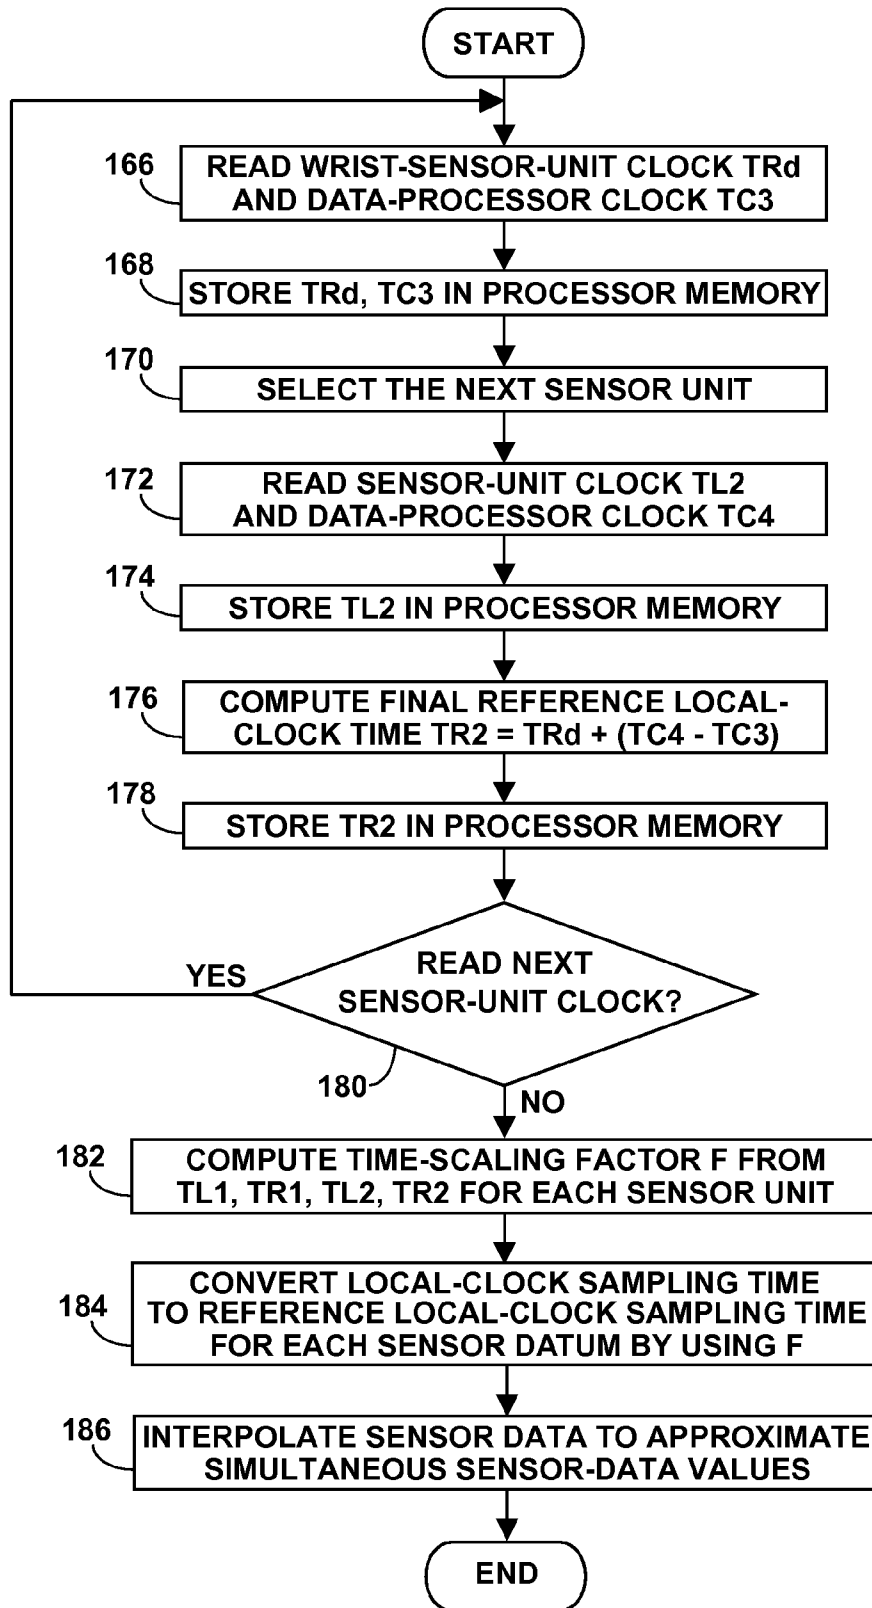 START
166
READ WRIST-SENSOR-UNIT CLOCK TRd
AND DATA-PROCESSOR CLOCK TC3
168
STORE TRd, TC3 IN PROCESSOR MEMORY
170
SELECT THE NEXT SENSOR UNIT
172
READ SENSOR-UNIT CLOCK TL2
AND DATA-PROCESSOR CLOCK TC4
174
STORE TL2 IN PROCESSOR MEMORY
176
COMPUTE FINAL REFERENCE LOCAL-
CLOCK TIME TR2 = TRd + (TC4 - TC3)
178
STORE TR2 IN PROCESSOR MEMORY
YES
READ NEXT
SENSOR-UNIT CLOCK?
180
NO
182
COMPUTE TIME-SCALING FACTOR F FROM
TL1, TR1, TL2, TR2 FOR EACH SENSOR UNIT
184
CONVERT LOCAL-CLOCK SAMPLING TIME
TO REFERENCE LOCAL-CLOCK SAMPLING TIME
FOR EACH SENSOR DATUM BY USING F
186
INTERPOLATE SENSOR DATA TO APPROXIMATE
SIMULTANEOUS SENSOR-DATA VALUES
END